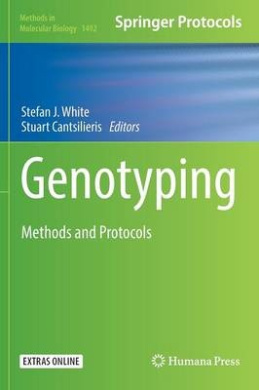 Methods in
Molecular Biology 1492
Springer Protocols
Stefan J. White
Stuart Cantsilieris Editors
Genotyping
Methods and Protocols
EXTRAS ONLINE
Humana Press